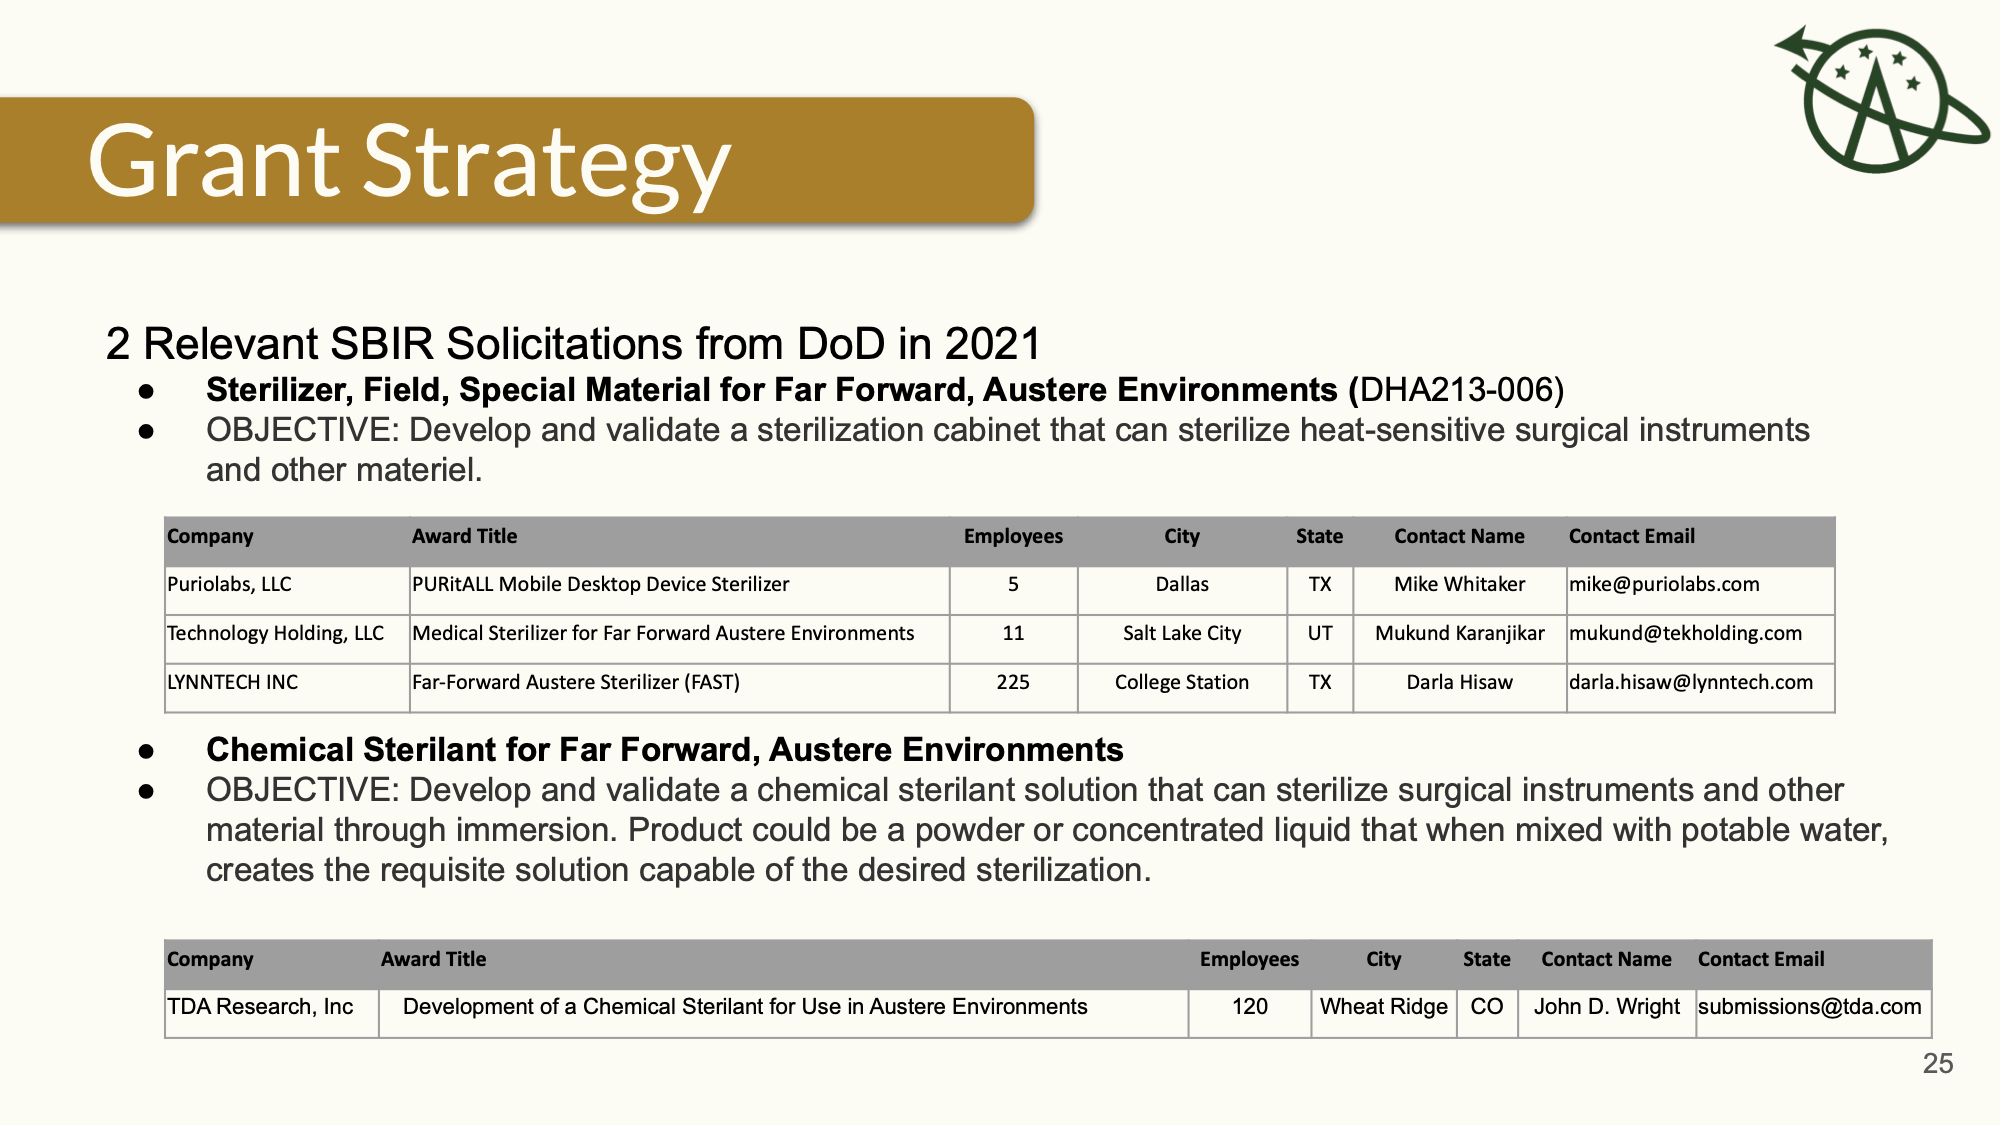 Grant Strategy
2 Relevant SBIR Solicitations from DoD in 2021
● Sterilizer, Field, Special Material for Far Forward, Austere Environments (DHA213-006)
● OBJECTIVE: Develop and validate a sterilization cabinet that can sterilize heat-sensitive surgical instruments
and other materiel.
Company Award Title Employees City State Contact Name Contact Email
Puriolabs, LLC PURitALL Mobile Desktop Device Sterilizer 5 Dallas TX Mike Whitaker mike@puriolabs.com
Technology Holding, LLC Medical Sterilizer for Far Forward Austere Environments 11 Salt Lake City UT Mukund Karanjikar mukund@tekholding.com
LYNNTECH INC Far-Forward Austere Sterilizer (FAST) 225 College Station TX Darla Hisaw darla.hisaw@lynntech.com
● Chemical Sterilant for Far Forward, Austere Environments
● OBJECTIVE: Develop and validate a chemical sterilant solution that can sterilize surgical instruments and other
material through immersion. Product could be a powder or concentrated liquid that when mixed with potable water,
creates the requisite solution capable of the desired sterilization.
Company Award Title Employees City State Contact Name Contact Email
TDA Research, Inc Development of a Chemical Sterilant for Use in Austere Environments 120 Wheat Ridge CO John D. Wright submissions@tda.com
25